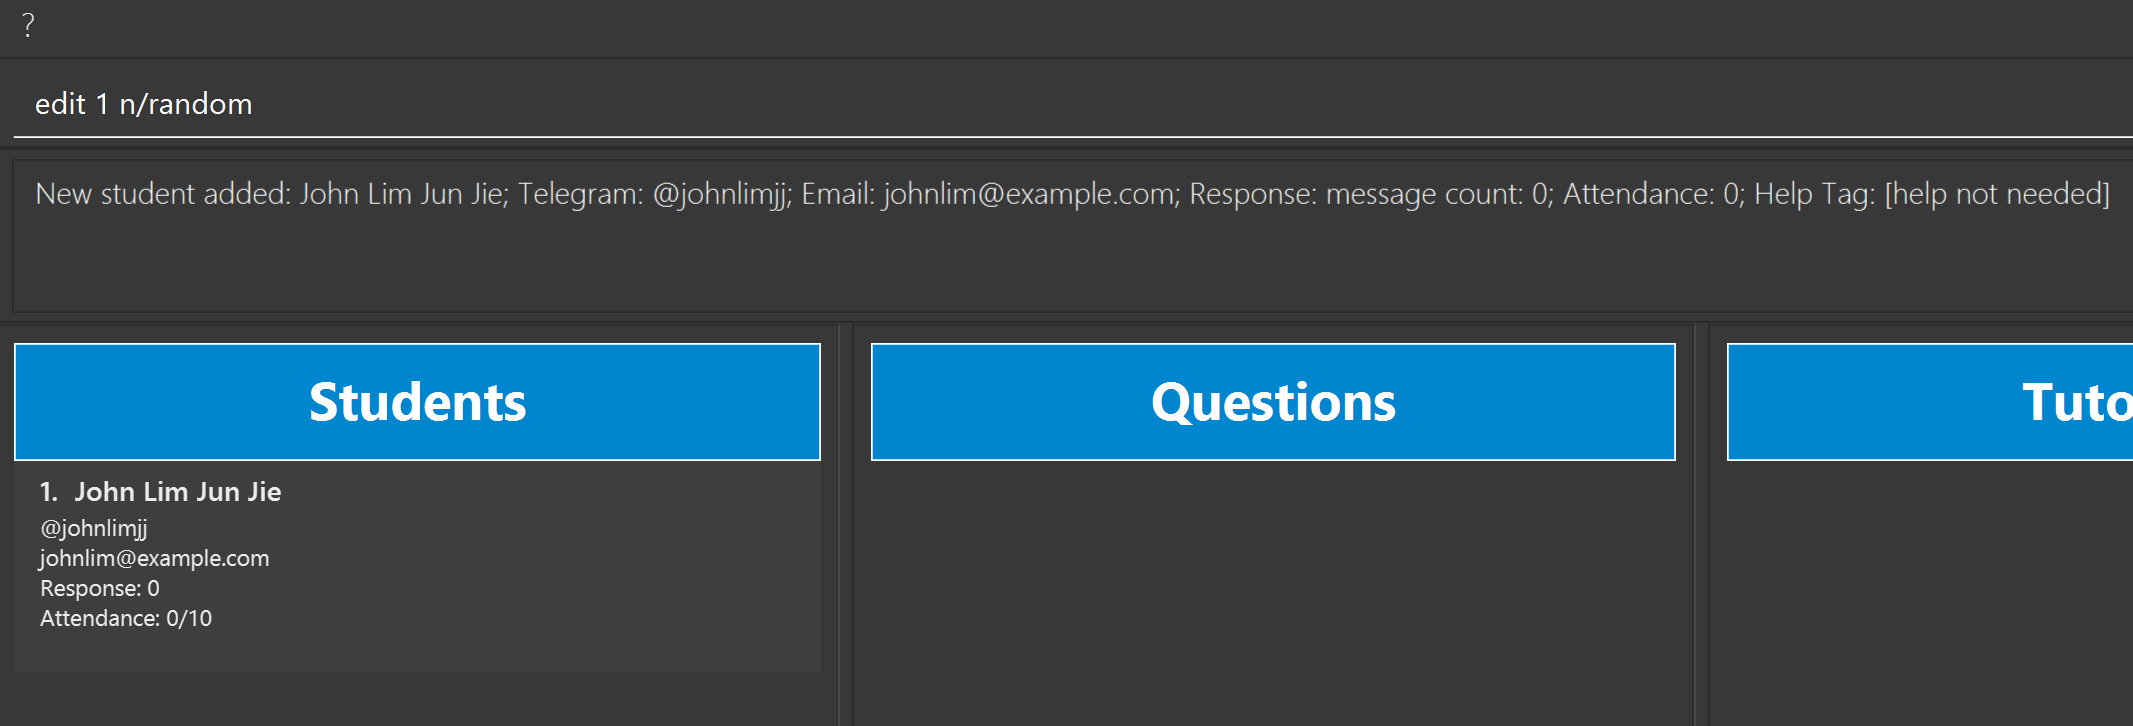 ?
edit 1 n/random
New student added: John Lim Jun Jie; Telegram: @johnlimjj; Email: johnlim@example.com; Response: message count: 0; Attendance: 0; Help Tag: [help not needed]
Students
Questions
Tuto
1. John Lim Jun Jie
@johnlimjj
johnlim@example.com
Response: 0
Attendance: 0/10